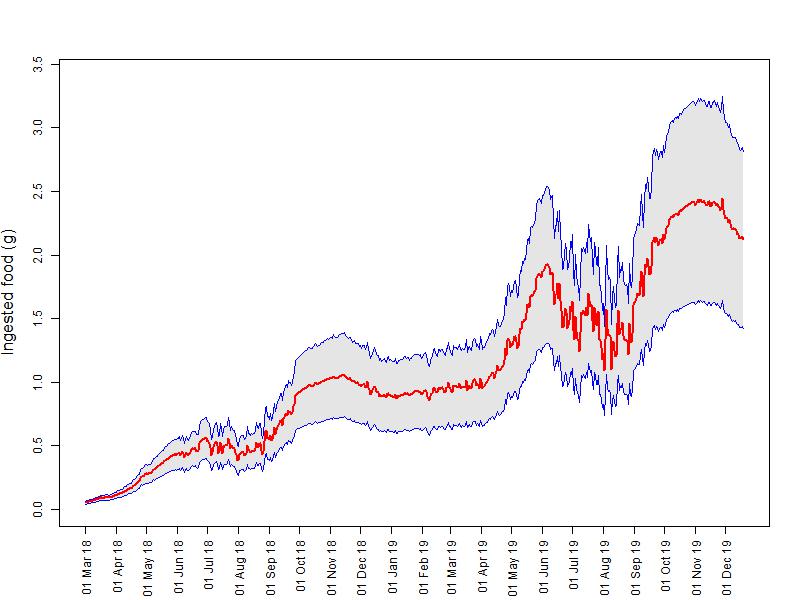 Ingested food (g)
3.5
3.0
2.5
2.0
1.5
1.0
0.5
0.0
01 Mar 18
01 Apr 18
01 May 18
01 Jun 18
01 Jul 18
01 Aug 18
01 Sep 18
01 Oct 18
01 Nov 18
01 Dec 18
01 Jan 19
01 Feb 19
01 Mar 19
01 Apr 19
01 May 19
01 Jun 19
01 Jul 19
01 Aug 19
01 Sep 19
01 Oct 19
01 Nov 19
01 Dec 19